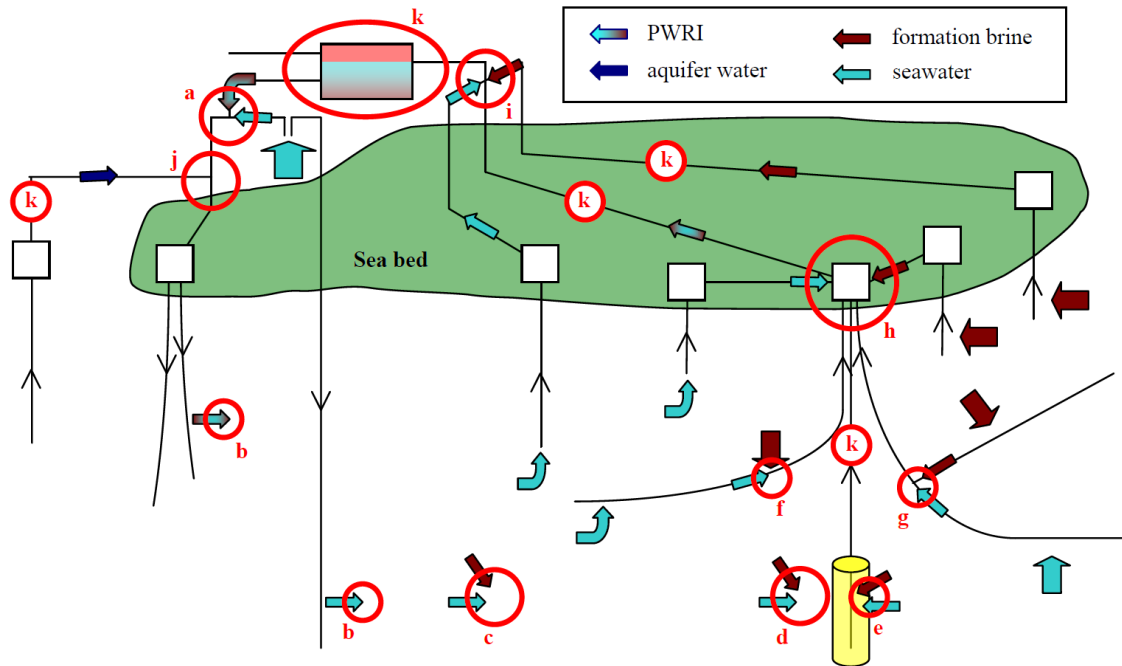 k
PWRI
formation brine
aquifer water
seawater
a
i
j
k
k
k
Sea bed
h
b
k
f
g
b
c
d
e